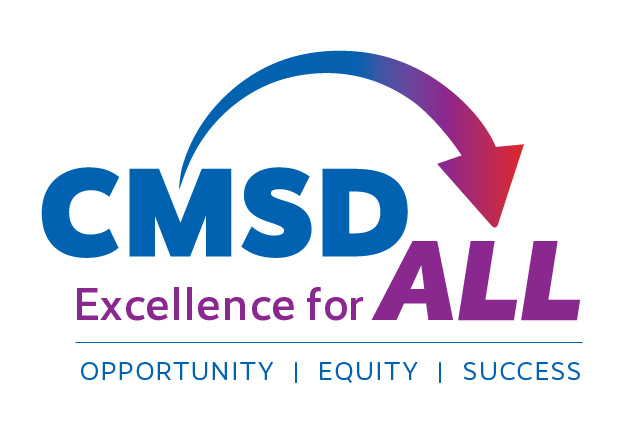 CMSD
Excellence for ALL
OPPORTUNITY | EQUITY | SUCCESS